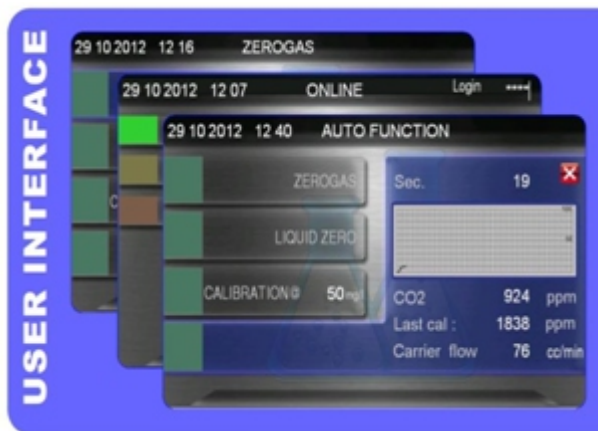 USER INTERFACE
29 10 2012 12 16 ZEROGAS
29 10 2012 12 07 ONLINE Login ****
29 10 2012 12 40 AUTO FUNCTION
ZEROGAS
LIQUID ZERO
CALIBRATION@ 50 mg/l
Sec. 19
CO2 924 ppm
Last cal : 1838 ppm
Carrier flow 76 cc/min